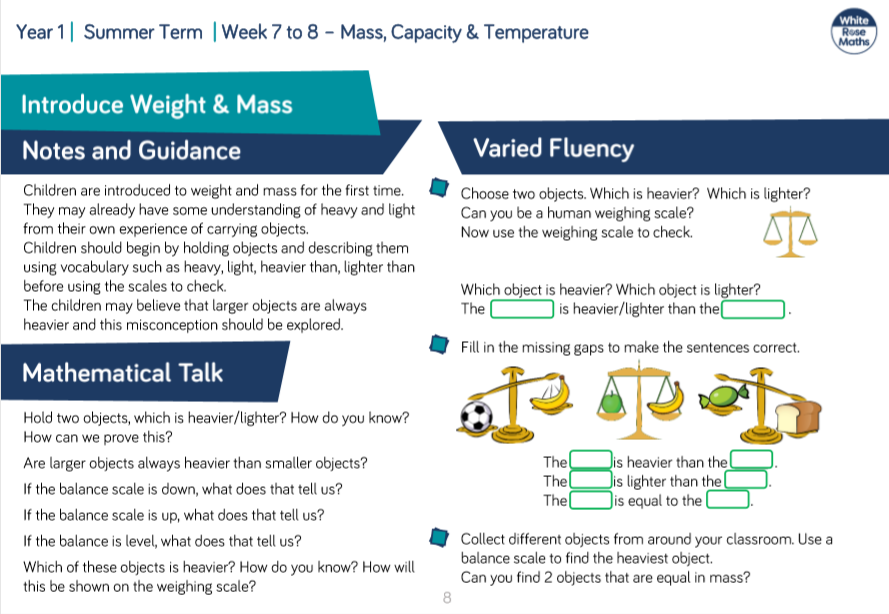 Year 1 | Summer Term | Week 7 to 8 – Mass, Capacity & Temperature
White
Rose
Maths
Introduce Weight & Mass
Notes and Guidance
Children are introduced to weight and mass for the first time.
They may already have some understanding of heavy and light
from their own experience of carrying objects.
Children should begin by holding objects and describing them
using vocabulary such as heavy, light, heavier than, lighter than
before using the scales to check.
The children may believe that larger objects are always
heavier and this misconception should be explored.
Mathematical Talk
Hold two objects, which is heavier/lighter? How do you know?
How can we prove this?
Are larger objects always heavier than smaller objects?
If the balance scale is down, what does that tell us?
If the balance scale is up, what does that tell us?
If the balance is level, what does that tell us?
Which of these objects is heavier? How do you know? How will
this be shown on the weighing scale?
Varied Fluency
Choose two objects. Which is heavier? Which is lighter?
Can you be a human weighing scale?
Now use the weighing scale to check.
Which object is heavier? Which object is lighter?
The is heavier/lighter than the .
Fill in the missing gaps to make the sentences correct.
The is heavier than the .
The is lighter than the .
The is equal to the .
Collect different objects from around your classroom. Use a
balance scale to find the heaviest object.
Can you find 2 objects that are equal in mass?
8